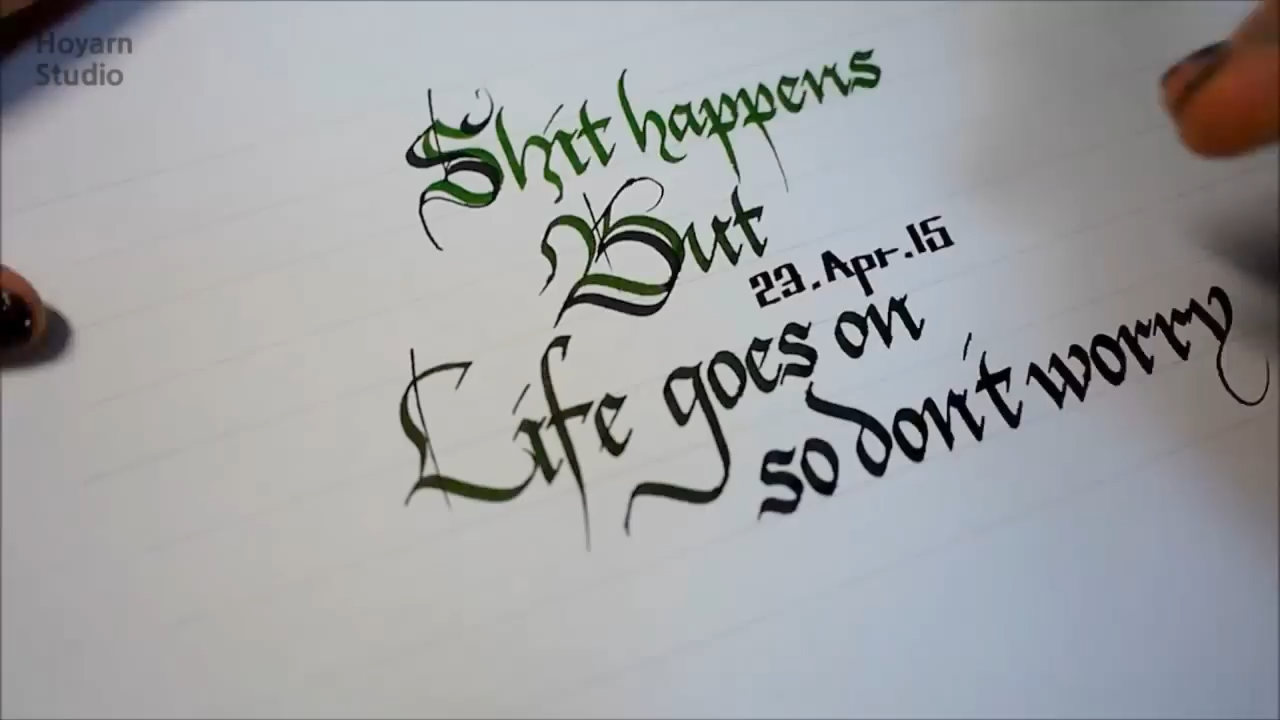 Hoyarn
Studio
Shit happens
But
23.Apr.15
Life goes on
so don't worry